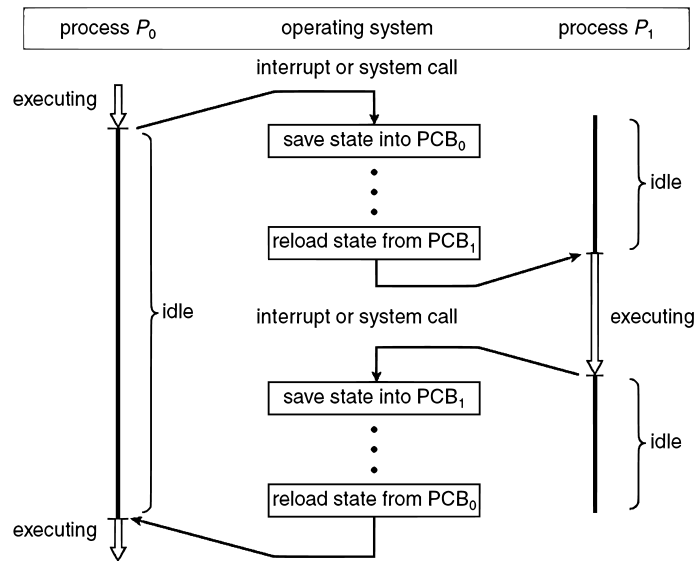 process P₀ operating system process P₁
interrupt or system call
executing
save state into PCB₀
idle
reload state from PCB₁
idle
interrupt or system call
executing
save state into PCB₁
idle
reload state from PCB₀
executing